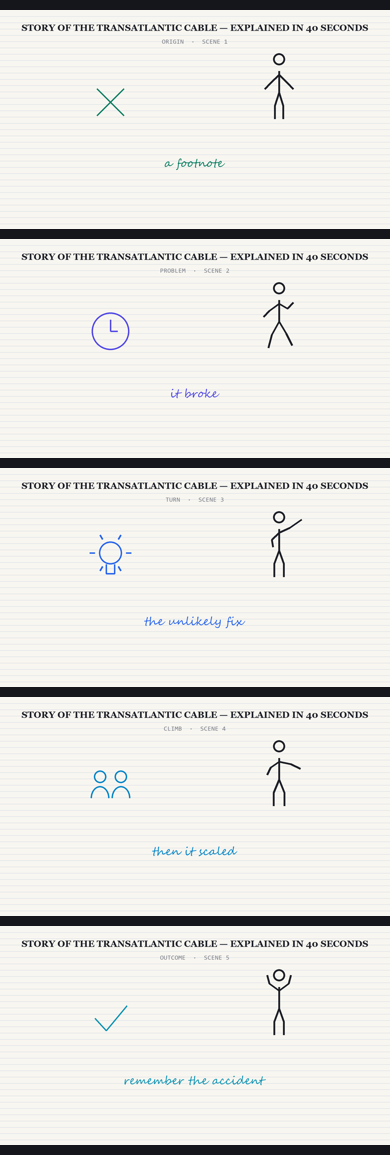 STORY OF THE TRANSATLANTIC CABLE — EXPLAINED IN 40 SECONDS
ORIGIN - SCENE 1
a footnote
STORY OF THE TRANSATLANTIC CABLE — EXPLAINED IN 40 SECONDS
PROBLEM - SCENE 2
it broke
STORY OF THE TRANSATLANTIC CABLE — EXPLAINED IN 40 SECONDS
TURN - SCENE 3
the unlikely fix
STORY OF THE TRANSATLANTIC CABLE — EXPLAINED IN 40 SECONDS
CLIMB - SCENE 4
then it scaled
STORY OF THE TRANSATLANTIC CABLE — EXPLAINED IN 40 SECONDS
OUTCOME - SCENE 5
remember the accident